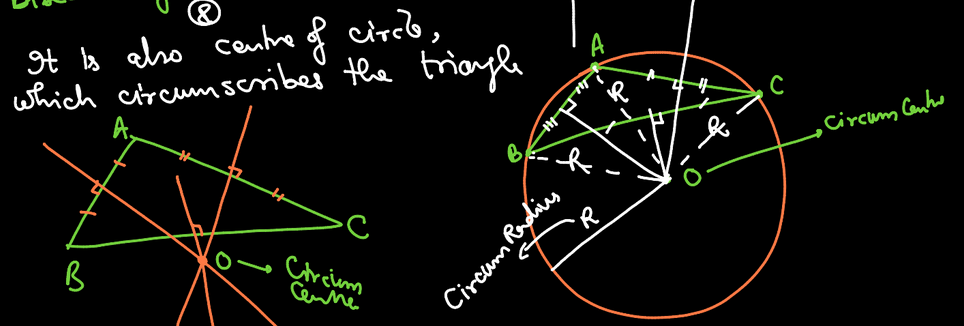 ⑧
It is also centre of circle,
which circumscribes the triangle
A
B
C
O → Circum
Centre
A
B
C
R
R
R
O → Circum Centre
R
Circum Radius